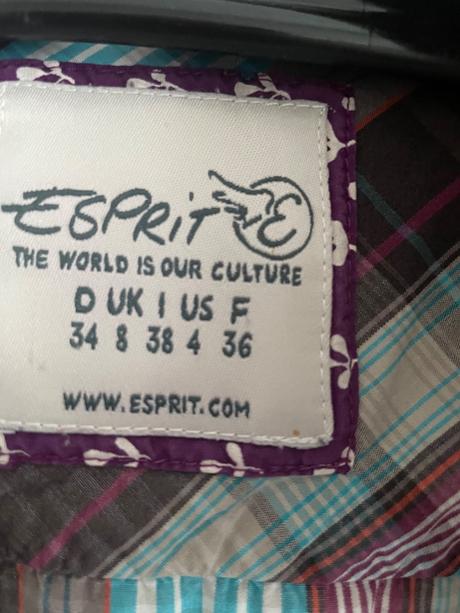 ESPRIT E
THE WORLD IS OUR CULTURE
D UK I US F
34 8 38 4 36
WWW.ESPRIT.COM